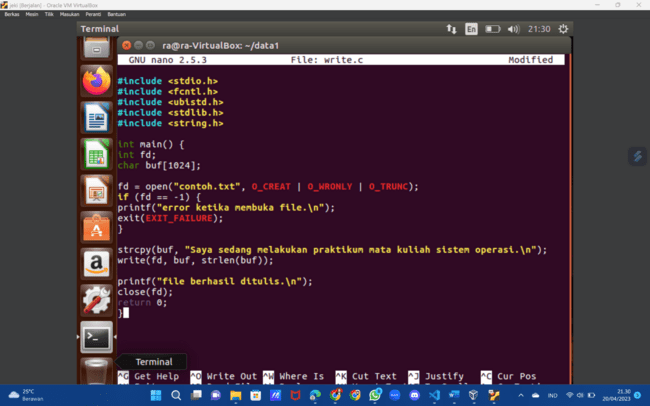 pkl (Berjalan) - Oracle VM VirtualBox
Berkas Mesin Tilik Masukan Peranti Bantuan
Terminal En 21:30
ra@ra-VirtualBox: ~/data1
GNU nano 2.5.3 File: write.c Modified
#include <stdio.h>
#include <fcntl.h>
#include <ubistd.h>
#include <stdlib.h>
#include <string.h>
int main() {
int fd;
char buf[1024];
fd = open("contoh.txt", O_CREAT | O_WRONLY | O_TRUNC);
if (fd == -1) {
printf("error ketika membuka file.\n");
exit(EXIT_FAILURE);
}
strcpy(buf, "Saya sedang melakukan praktikum mata kuliah sistem operasi.\n");
write(fd, buf, strlen(buf));
printf("file berhasil ditulis.\n");
close(fd);
return 0;
}
Terminal
^G Get Help ^O Write Out ^W Where Is ^K Cut Text ^J Justify ^C Cur Pos
25°C
Berawan
IND
21.30
20/04/2023